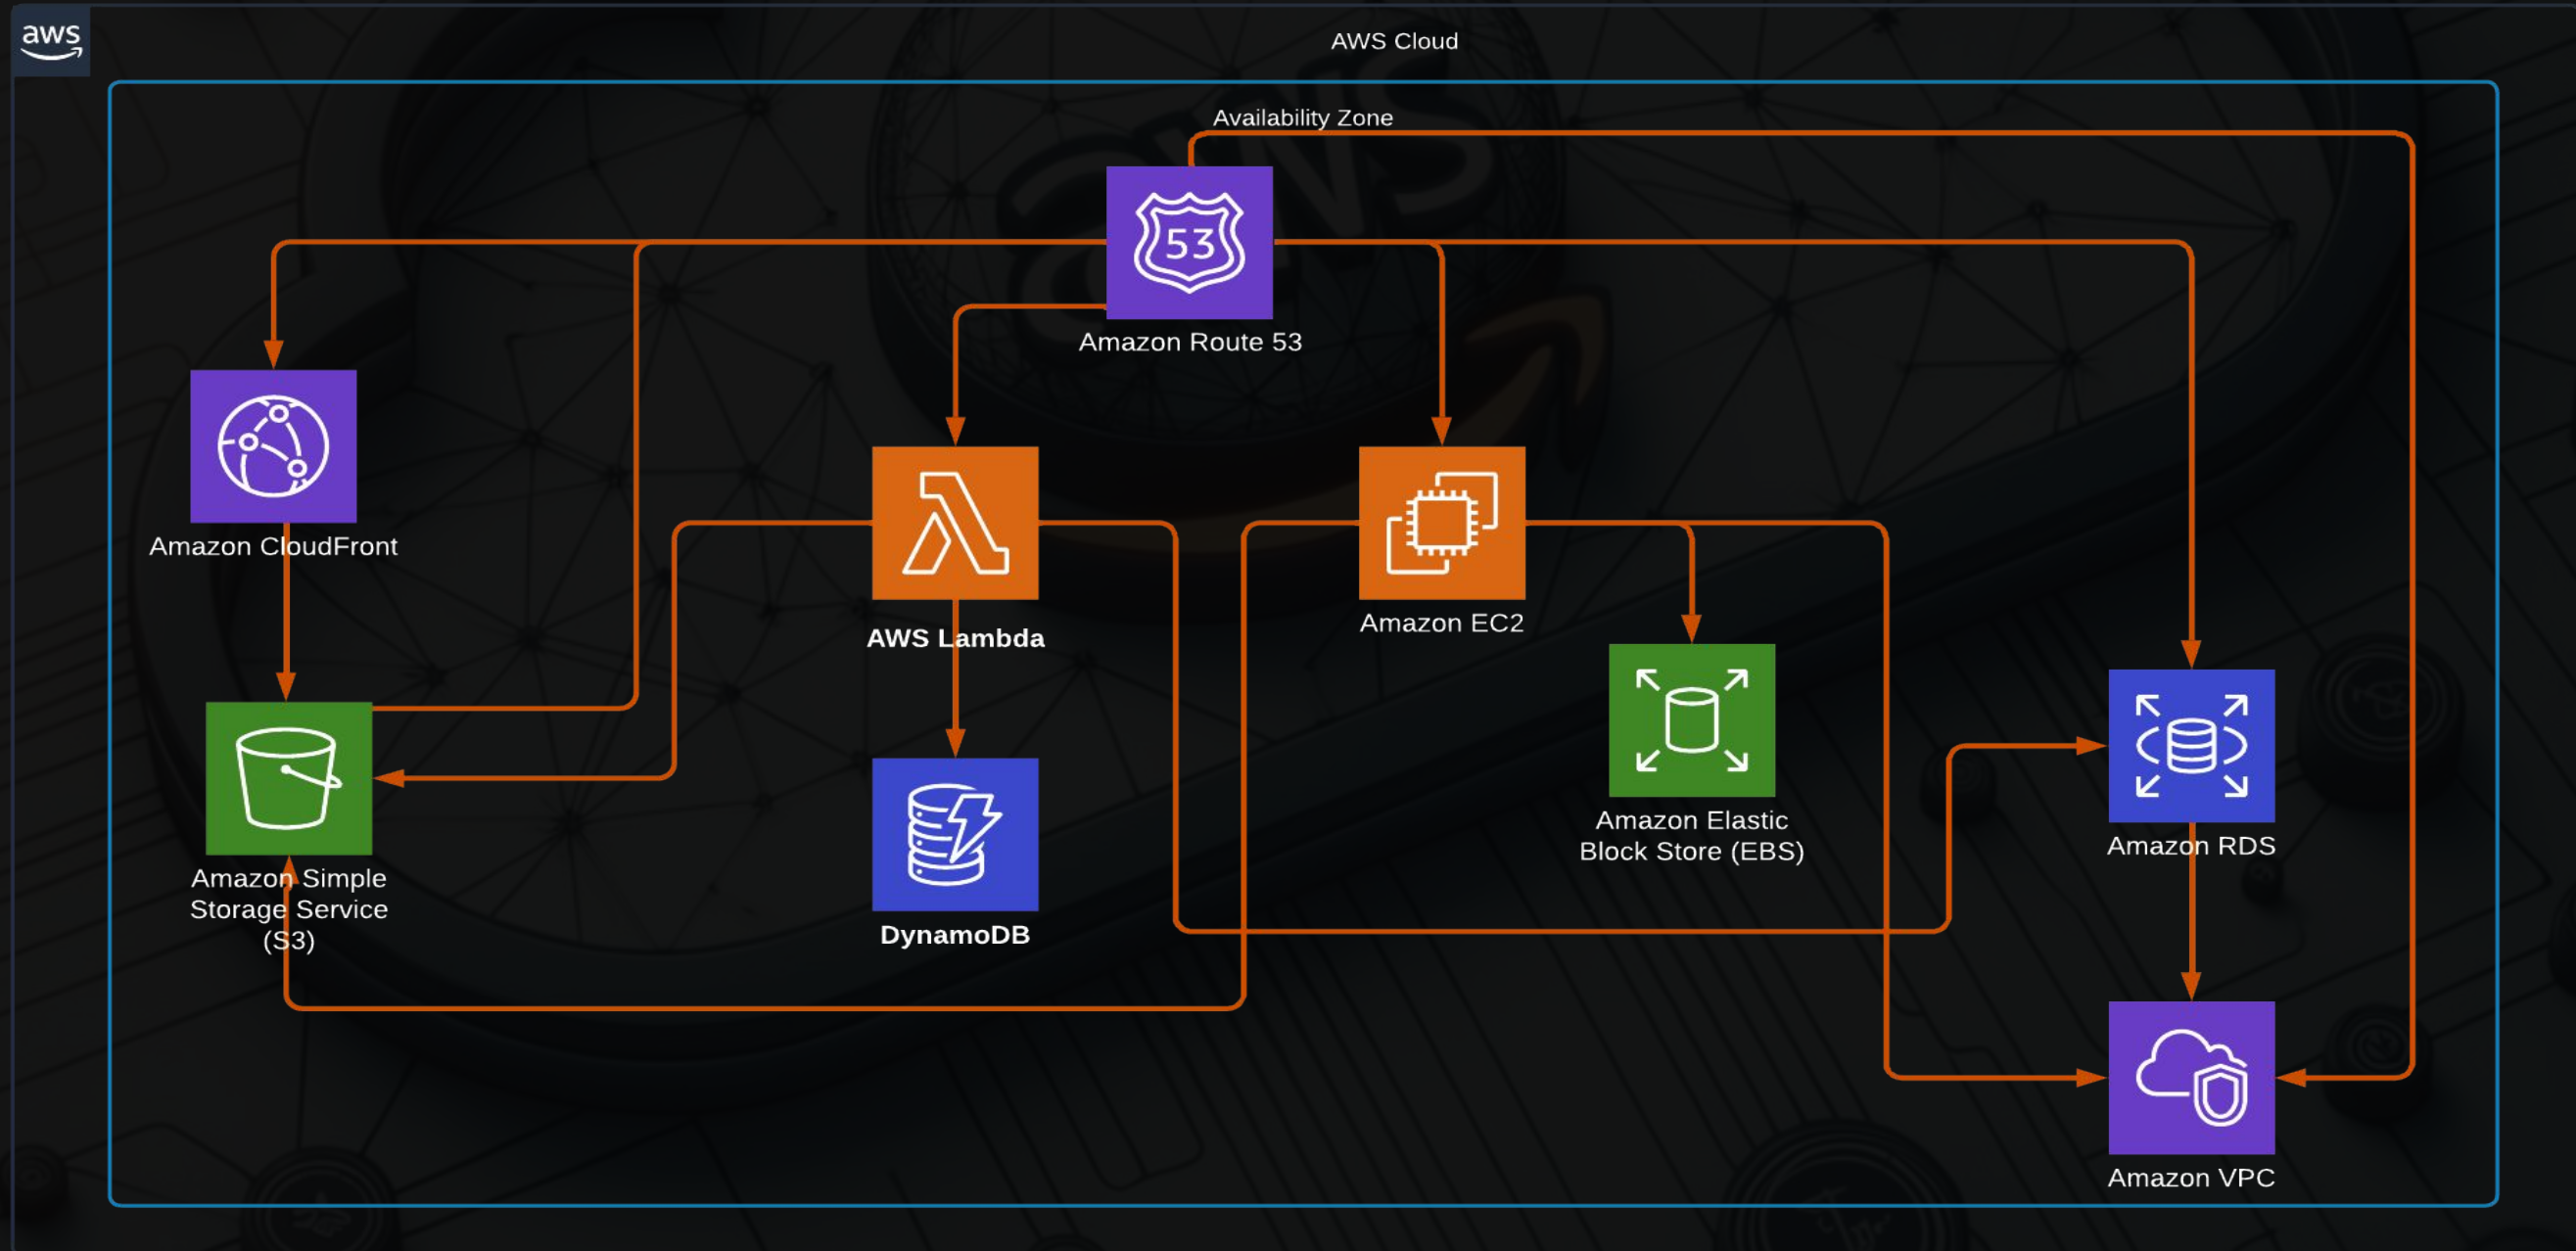 aws
AWS Cloud
Availability Zone
53
Amazon Route 53
Amazon CloudFront
AWS Lambda
Amazon EC2
Amazon Elastic
Block Store (EBS)
Amazon RDS
Amazon Simple
Storage Service
(S3)
DynamoDB
Amazon VPC